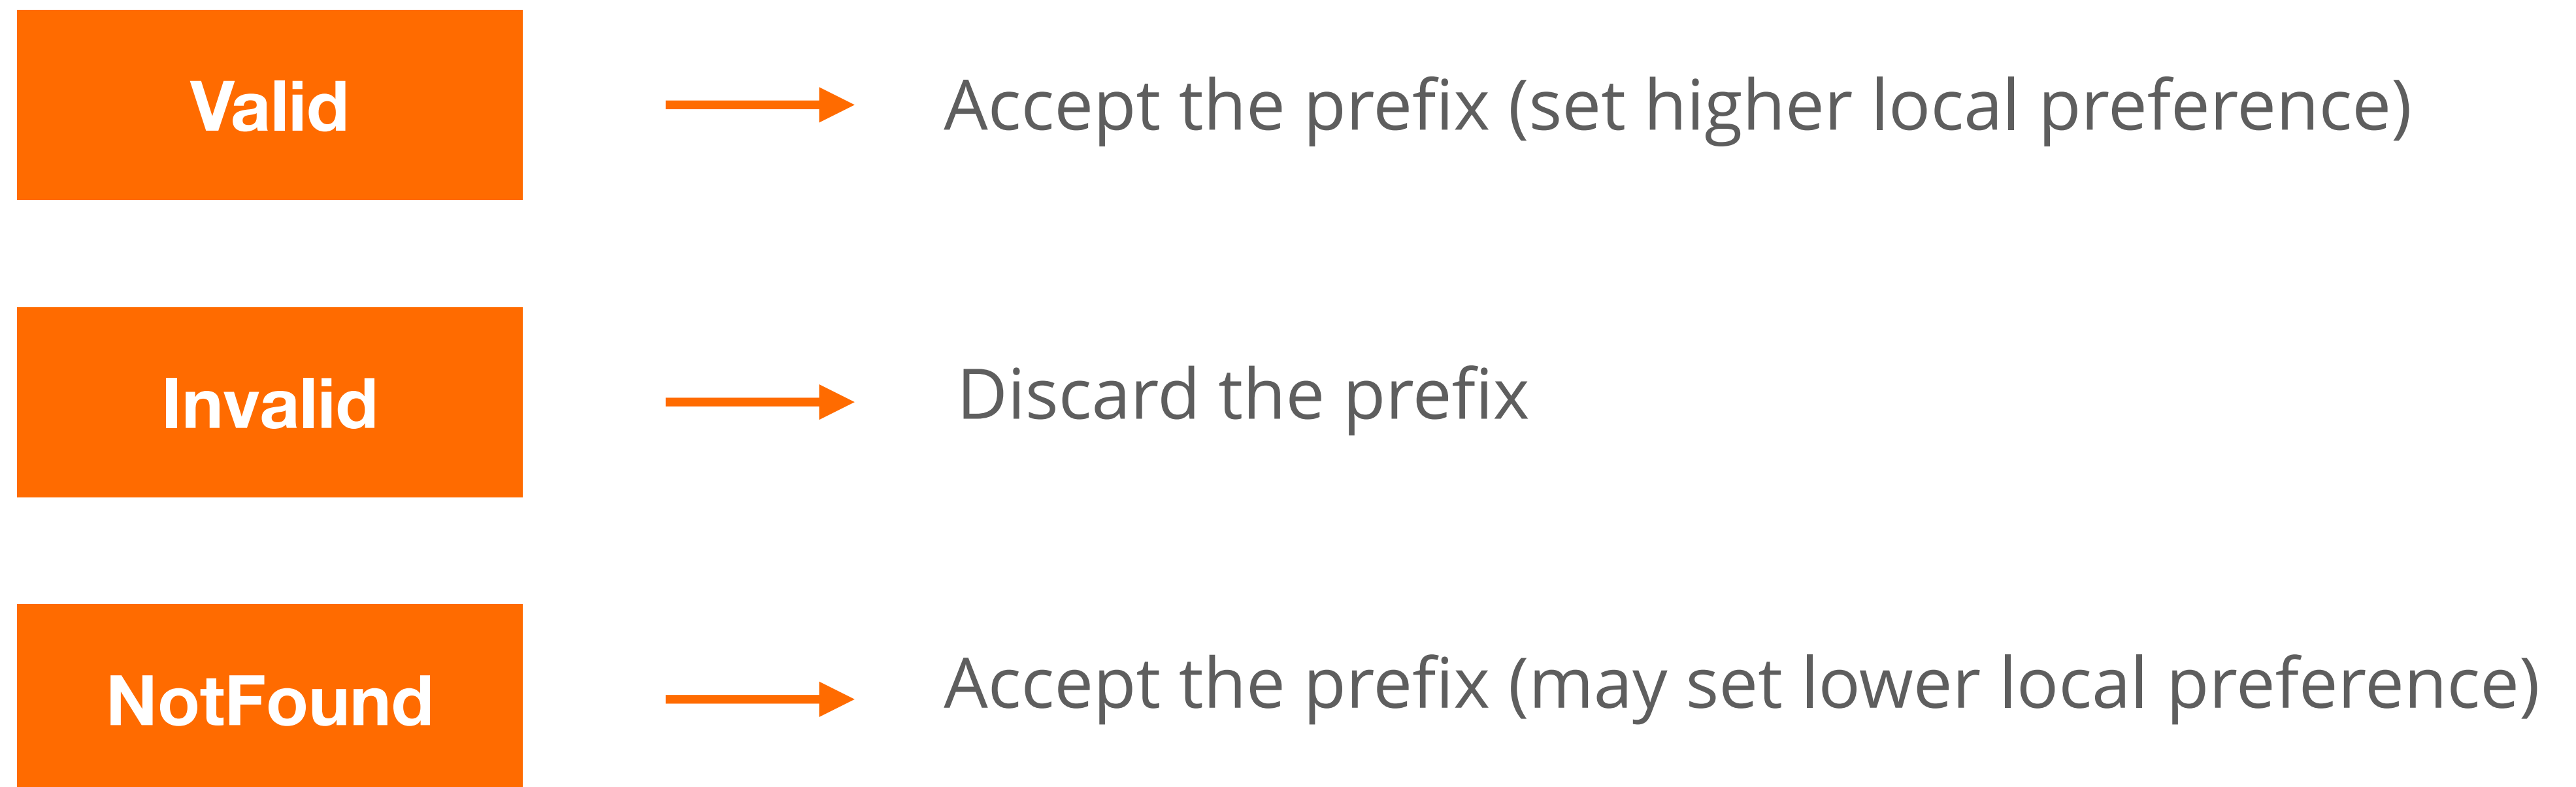 Valid
Accept the prefix (set higher local preference)
Invalid
Discard the prefix
NotFound
Accept the prefix (may set lower local preference)